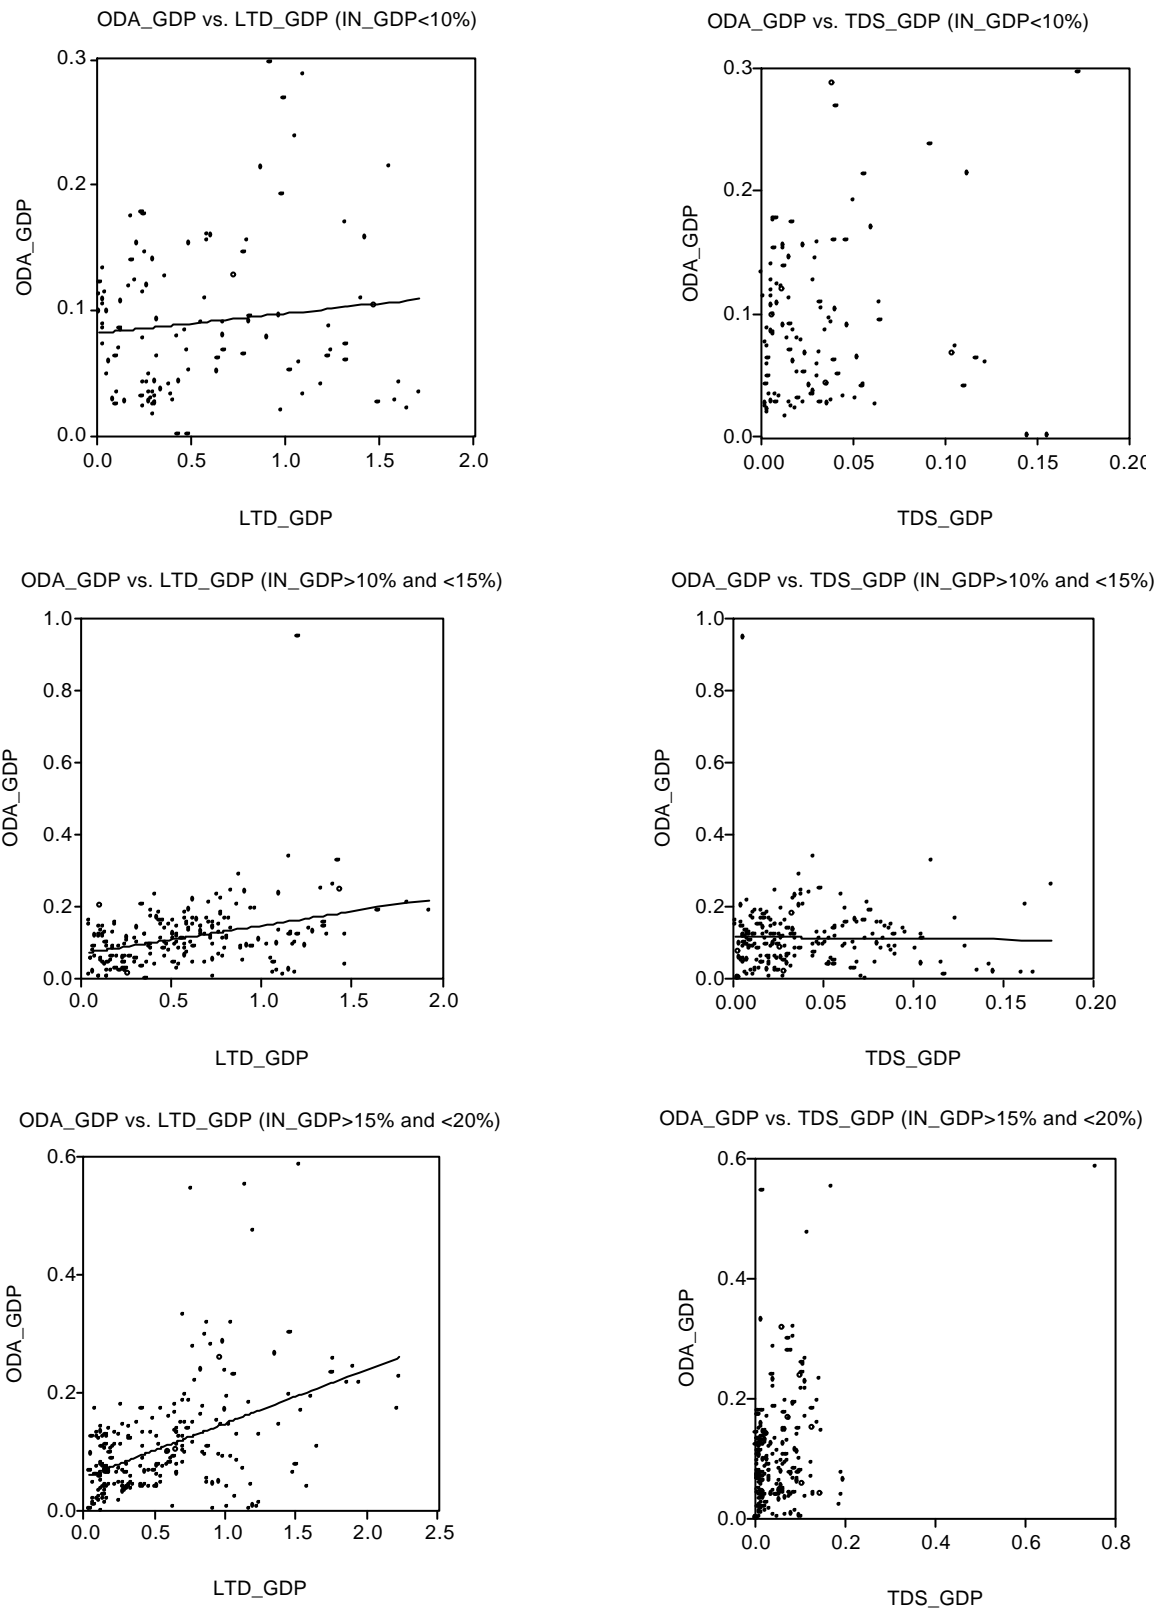 ODA_GDP vs. LTD_GDP (IN_GDP<10%)
0.3
0.2
0.1
0.0
ODA_GDP
0.0 0.5 1.0 1.5 2.0
LTD_GDP
ODA_GDP vs. TDS_GDP (IN_GDP<10%)
0.3
0.2
0.1
0.0
ODA_GDP
0.00 0.05 0.10 0.15 0.20
TDS_GDP
ODA_GDP vs. LTD_GDP (IN_GDP>10% and <15%)
1.0
0.8
0.6
0.4
0.2
0.0
ODA_GDP
0.0 0.5 1.0 1.5 2.0
LTD_GDP
ODA_GDP vs. TDS_GDP (IN_GDP>10% and <15%)
1.0
0.8
0.6
0.4
0.2
0.0
ODA_GDP
0.00 0.05 0.10 0.15 0.20
TDS_GDP
ODA_GDP vs. LTD_GDP (IN_GDP>15% and <20%)
0.6
0.4
0.2
0.0
ODA_GDP
0.0 0.5 1.0 1.5 2.0 2.5
LTD_GDP
ODA_GDP vs. TDS_GDP (IN_GDP>15% and <20%)
0.6
0.4
0.2
0.0
ODA_GDP
0.0 0.2 0.4 0.6 0.8
TDS_GDP